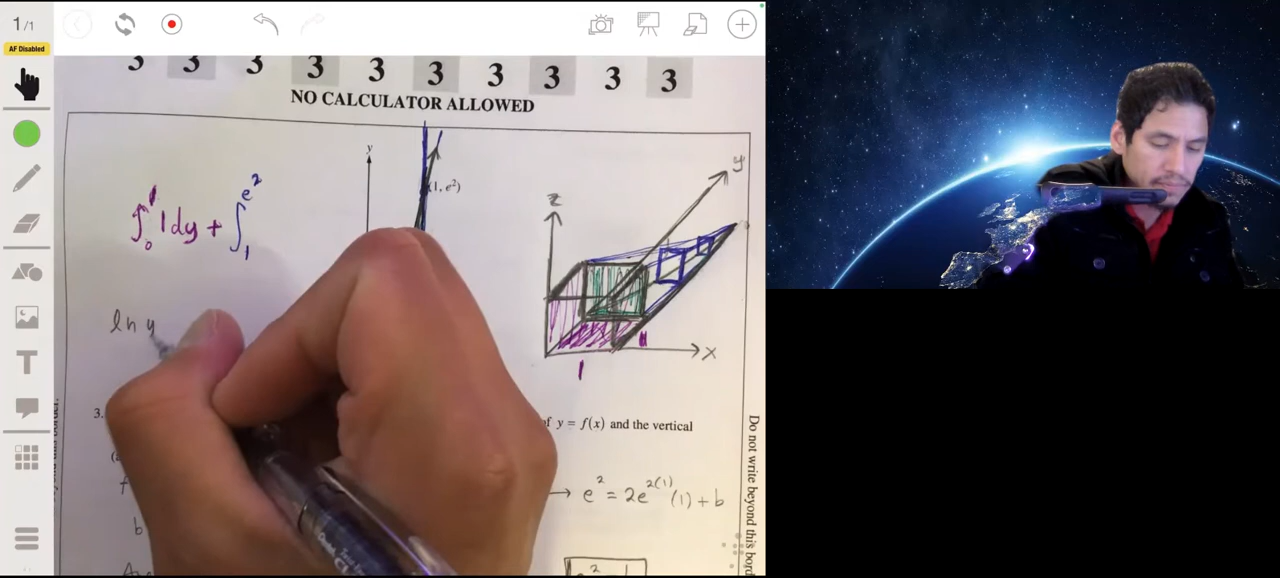 1/1
AF Disabled
3 3 3 3 3 3 3 3 3 3
NO CALCULATOR ALLOWED
y
(1, e²)
∫₀¹ 1 dy + ∫₁^{e²}
z
y
x
1
ln y
3.
of y = f(x) and the vertical
→ e² = 2e^{2(1)} (1) + b
f
b
Do not write beyond this bord
T